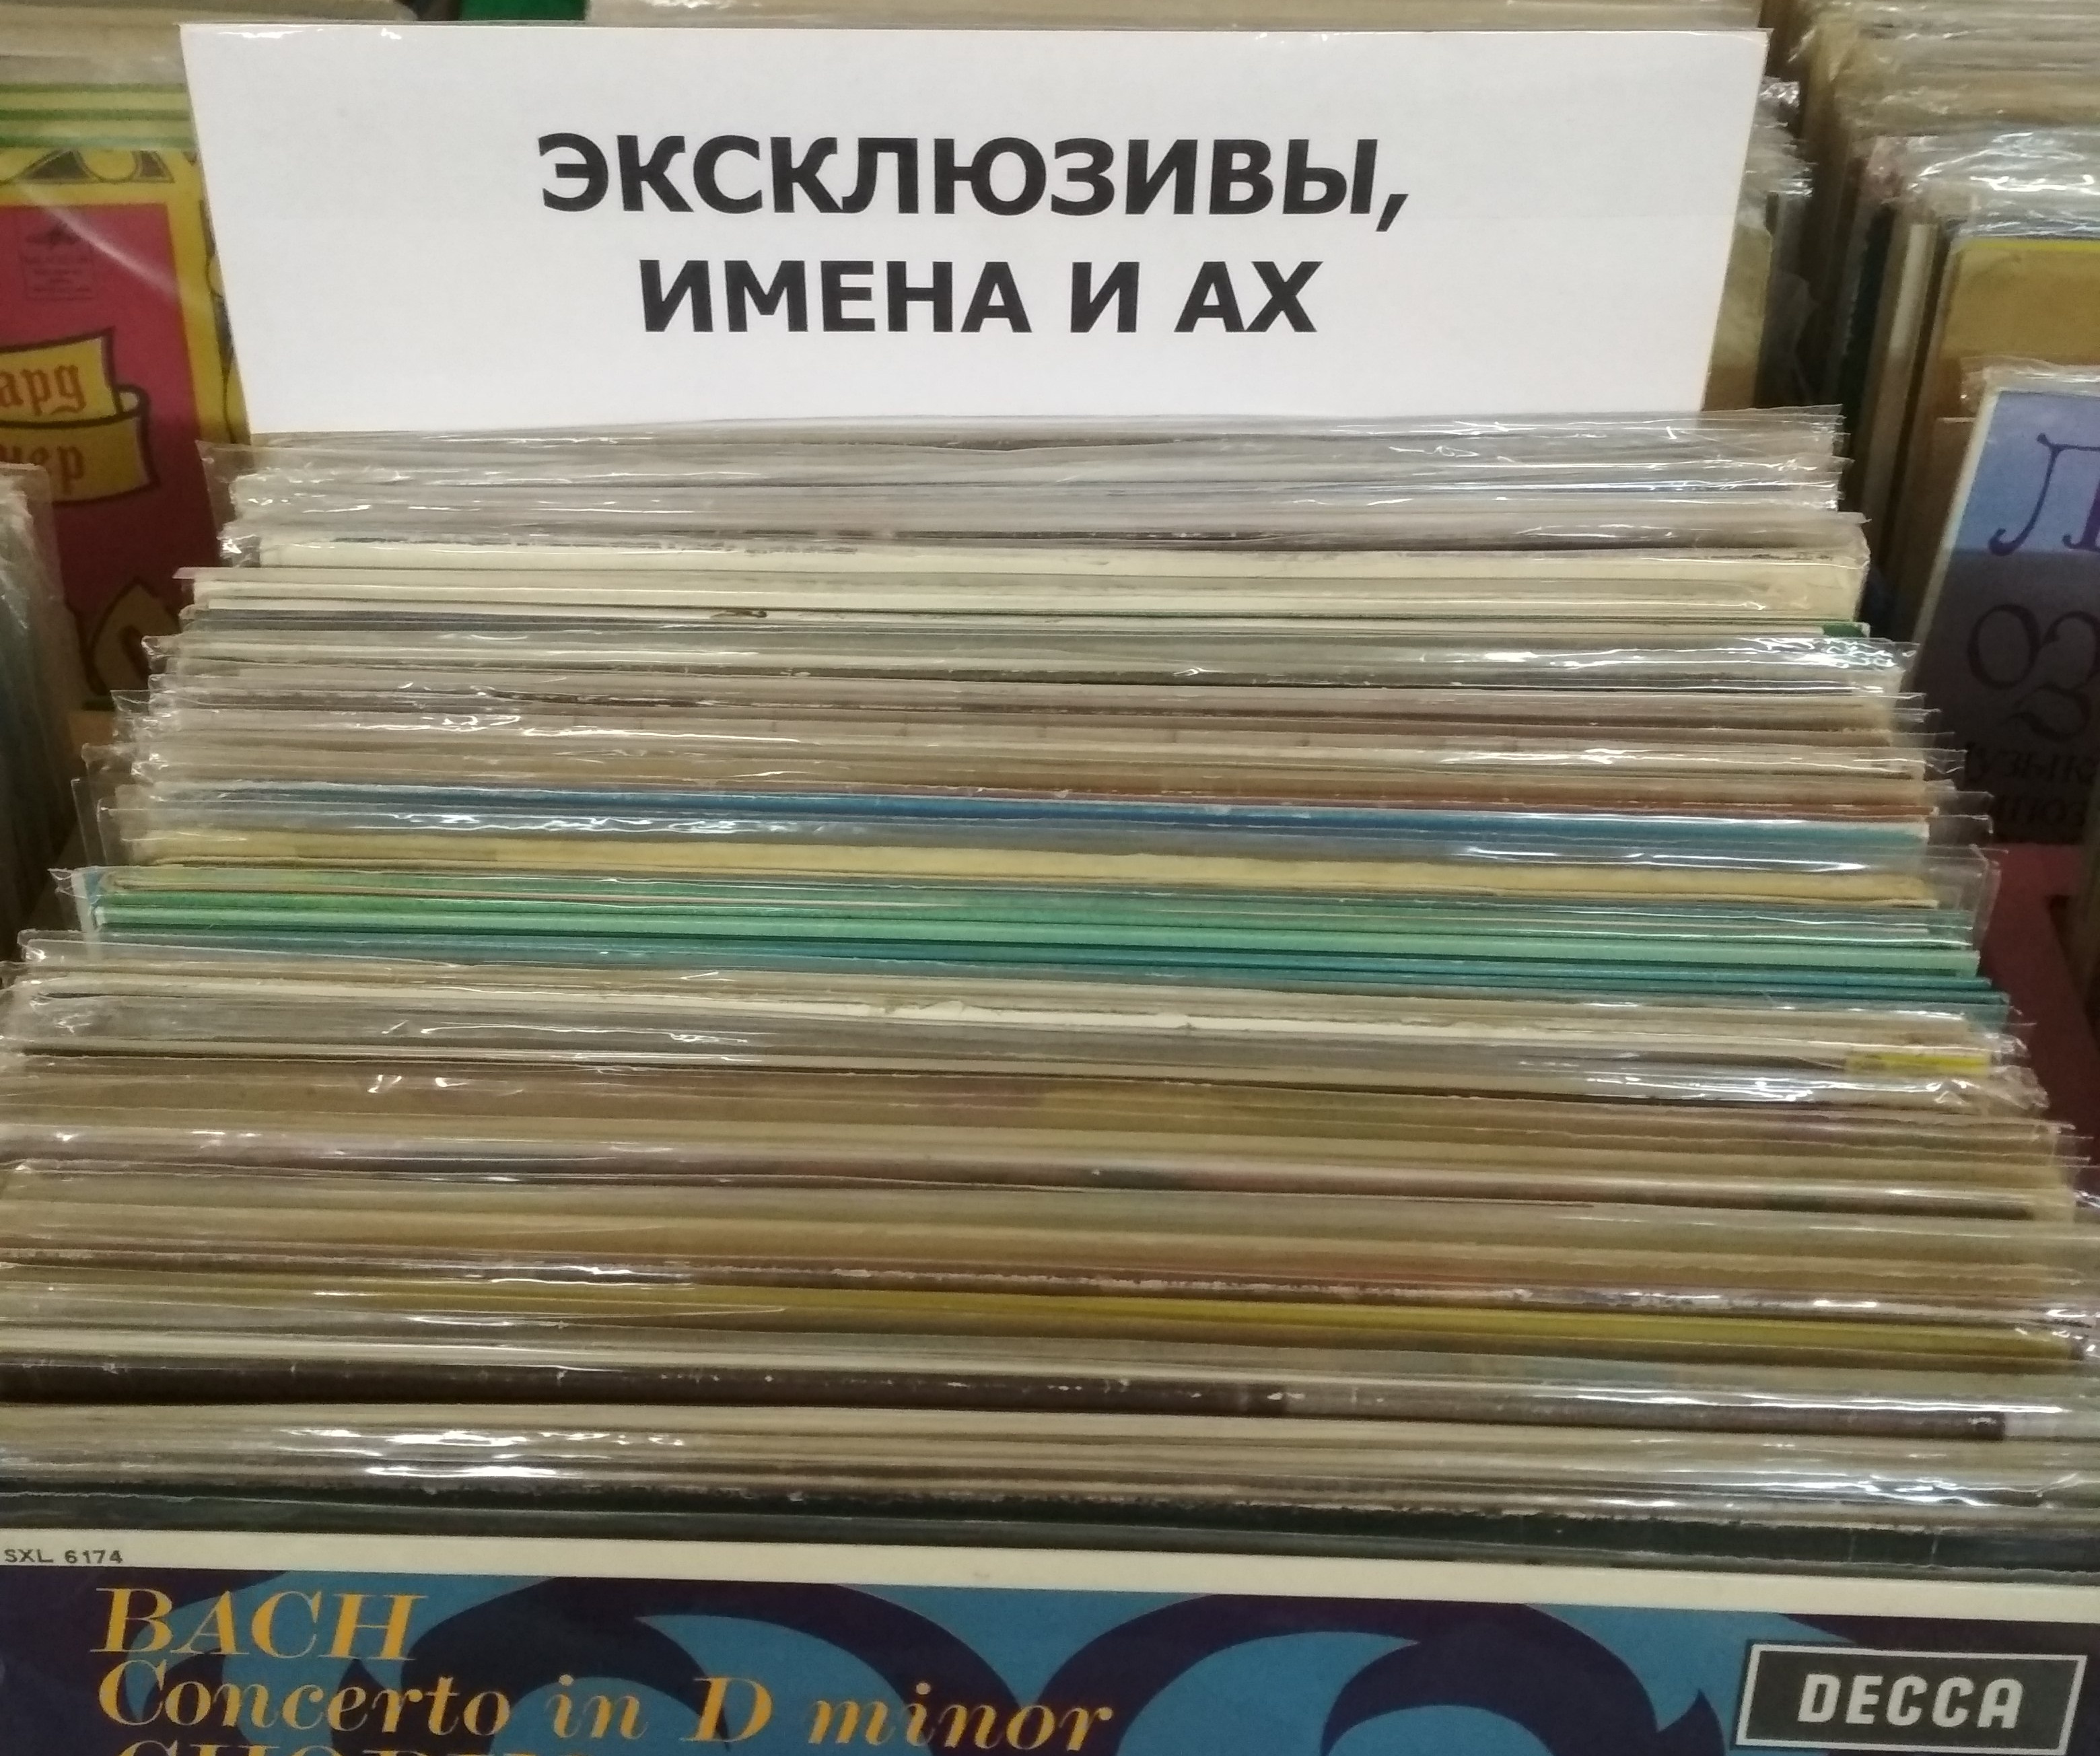 ЭКСКЛЮЗИВЫ,
ИМЕНА И АХ
SXL 6174
BACH
Concerto in D minor
DECCA